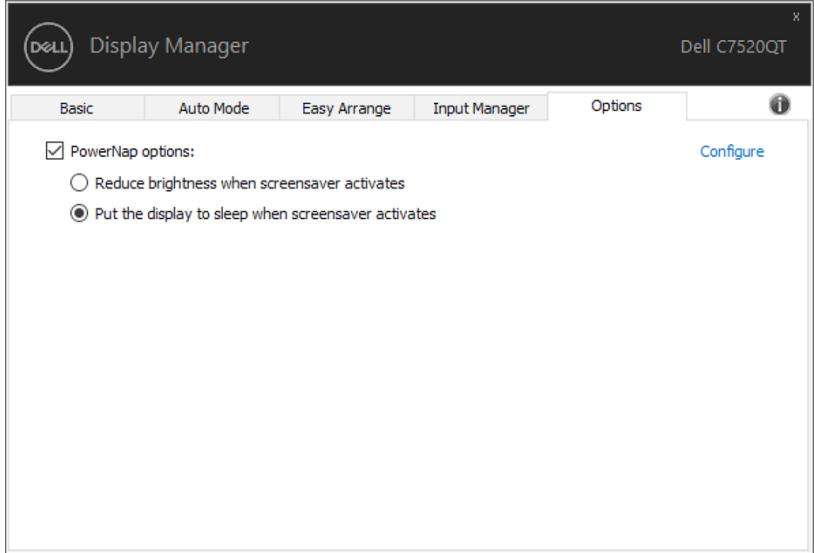 x
DELL
Display Manager
Dell C7520QT
Basic
Auto Mode
Easy Arrange
Input Manager
Options
i
PowerNap options:
Configure
Reduce brightness when screensaver activates
Put the display to sleep when screensaver activates